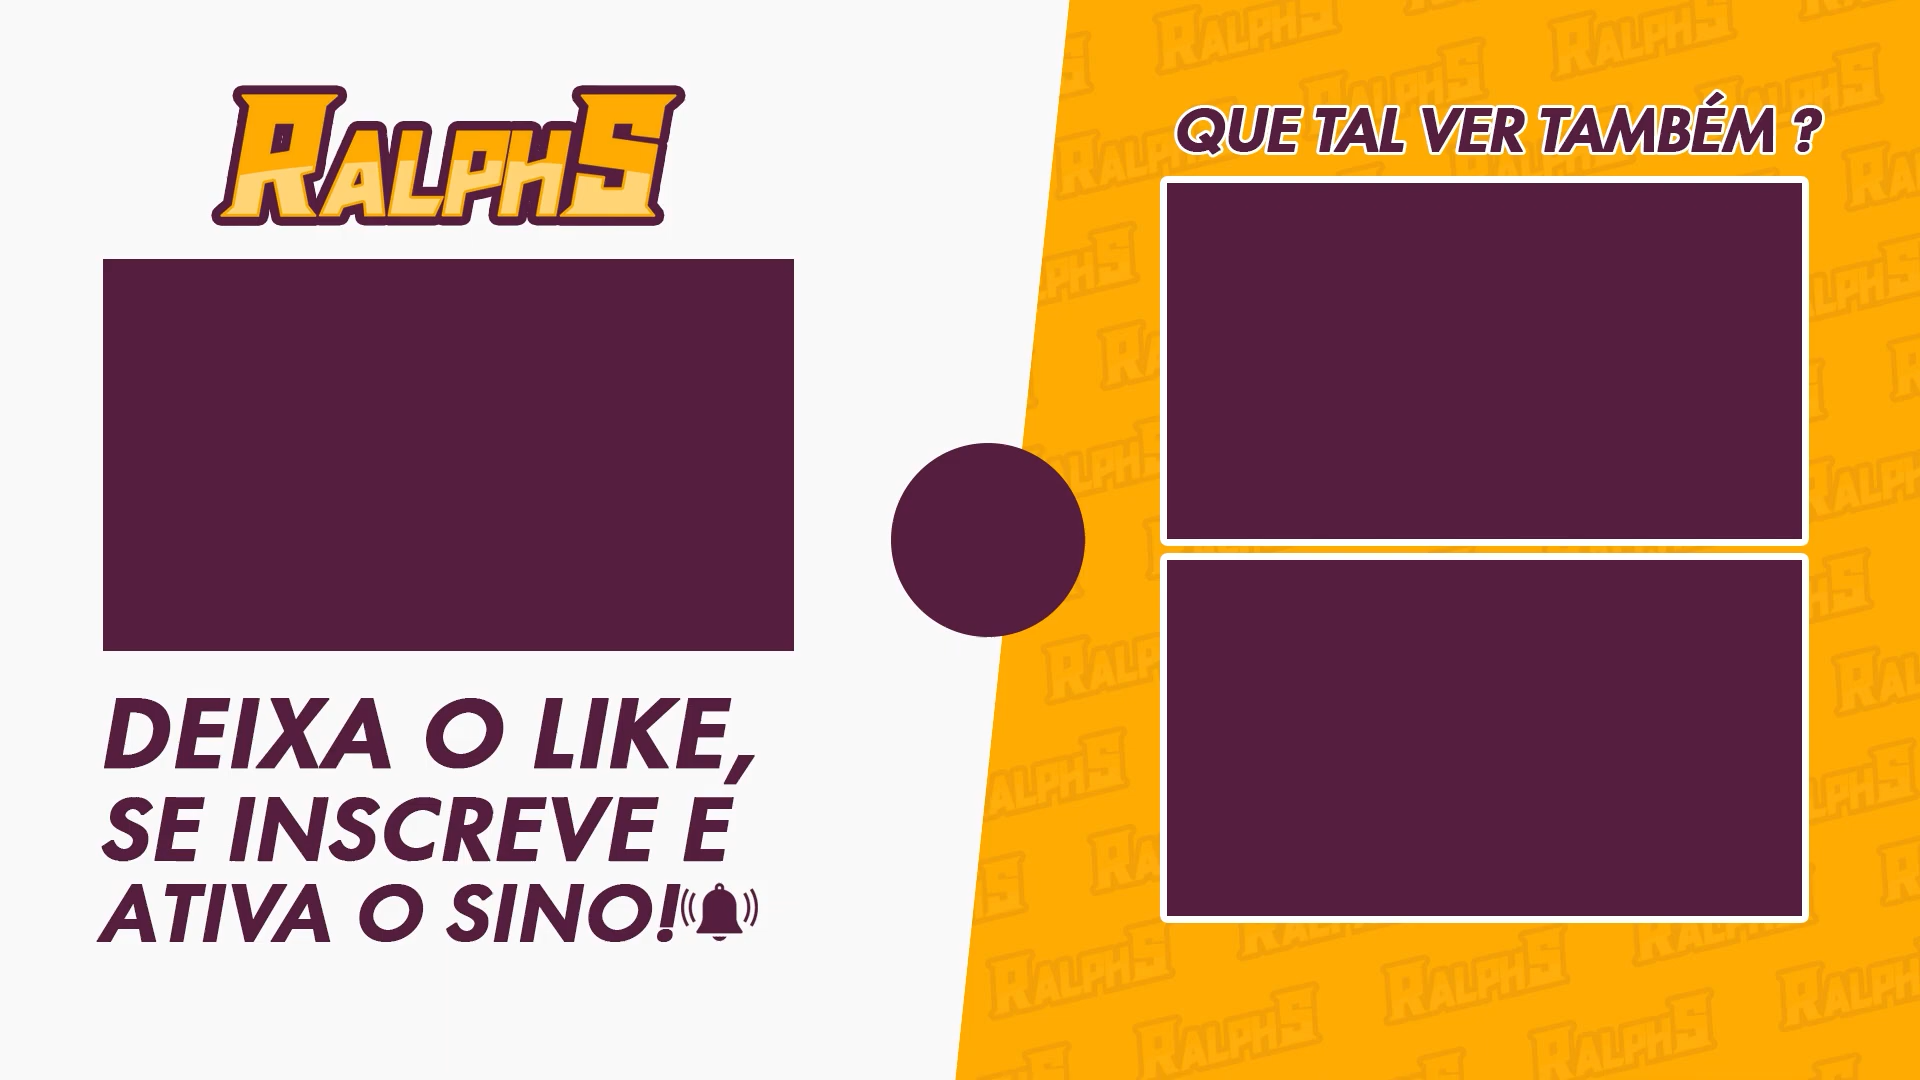 RALPHS
DEIXA O LIKE,
SE INSCREVE E
ATIVA O SINO!
QUE TAL VER TAMBÉM ?